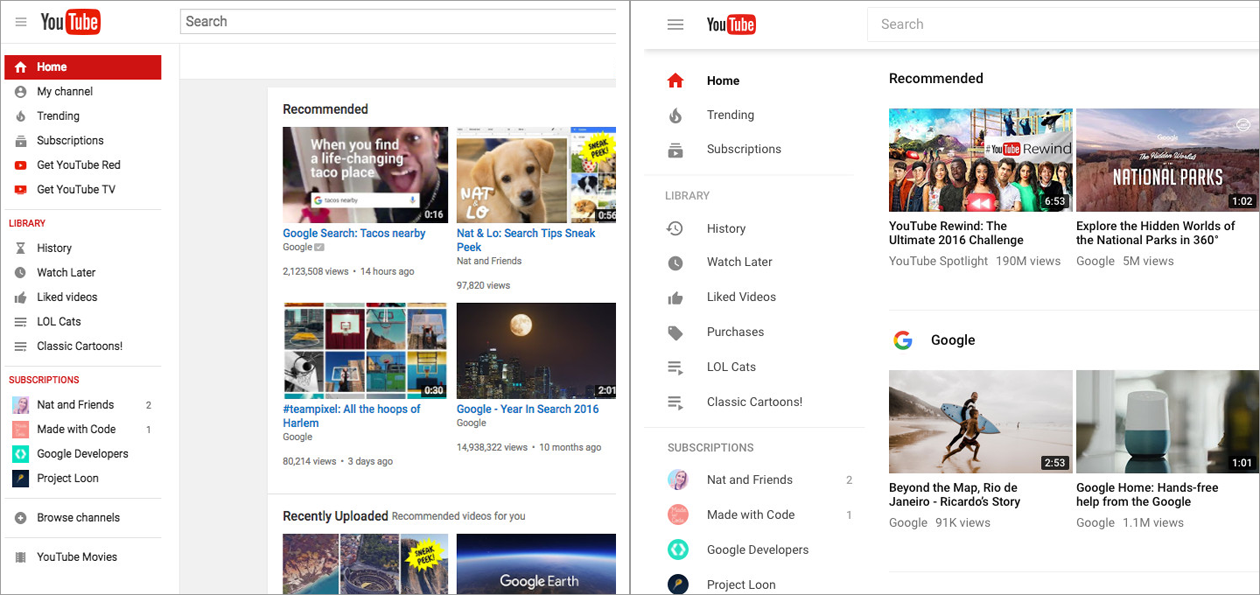 YouTube
Search
Home
My channel
Trending
Subscriptions
Get YouTube Red
Get YouTube TV
LIBRARY
History
Watch Later
Liked videos
LOL Cats
Classic Cartoons!
SUBSCRIPTIONS
Nat and Friends 2
Made with Code 1
Google Developers
Project Loon
Browse channels
YouTube Movies
Recommended
When you find
a life-changing
taco place
G tacos nearby
0:16
Google Search: Tacos nearby
Google
2,123,508 views • 14 hours ago
SNEAK
PEEK!
NAT
& LO
0:56
Nat & Lo: Search Tips Sneak
Peek
Nat and Friends
97,820 views
0:30
#teampixel: All the hoops of
Harlem
Google
80,214 views • 3 days ago
2:01
Google - Year In Search 2016
Google
14,938,322 views • 10 months ago
Recently Uploaded Recommended videos for you
SNEAK
PEEK!
Google Earth
YouTube
Search
Home
Trending
Subscriptions
LIBRARY
History
Watch Later
Liked Videos
Purchases
LOL Cats
Classic Cartoons!
SUBSCRIPTIONS
Nat and Friends 2
Made with Code 1
Google Developers
Project Loon
Recommended
#YouTube Rewind
6:53
YouTube Rewind: The
Ultimate 2016 Challenge
YouTube Spotlight 190M views
Google
The Hidden Worlds
of the
NATIONAL PARKS
1:02
Explore the Hidden Worlds of
the National Parks in 360°
Google 5M views
G Google
2:53
Beyond the Map, Rio de
Janeiro - Ricardo’s Story
Google 91K views
1:01
Google Home: Hands-free
help from the Google
Google 1.1M views